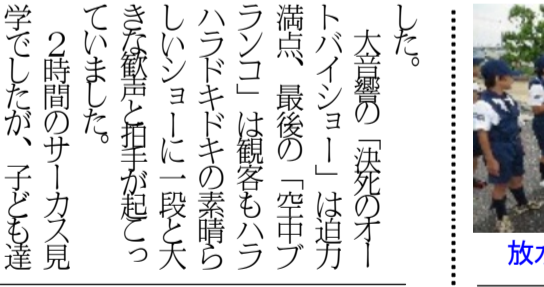 した。
　大音響の「決死のオー
トバイショー」は迫力
満点、最後の「空中ブ
ランコ」は観客もハラ
ハラドキドキの素晴ら
しいショーに一段と大
きな歓声と拍手が起こっ
ていました。
　２時間のサーカス見
学でしたが、子ども達
放水